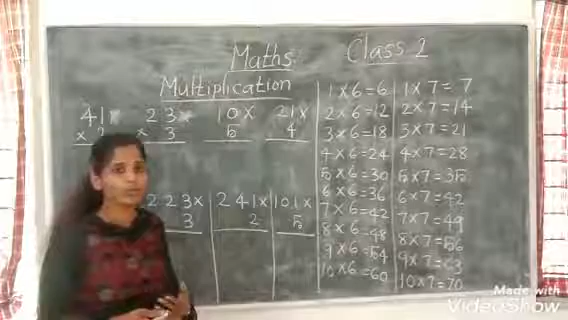 Maths Class 2
Multiplication
41× 23× 10× 21×
× 2 × 3 5 4
223× 241× 101×
3 2 5
1×6=6 1×7=7
2×6=12 2×7=14
3×6=18 3×7=21
4×6=24 4×7=28
5×6=30 5×7=35
6×6=36 6×7=42
7×6=42 7×7=49
8×6=48 8×7=56
9×6=54 9×7=63
10×6=60 10×7=70
Made with
VideoShow